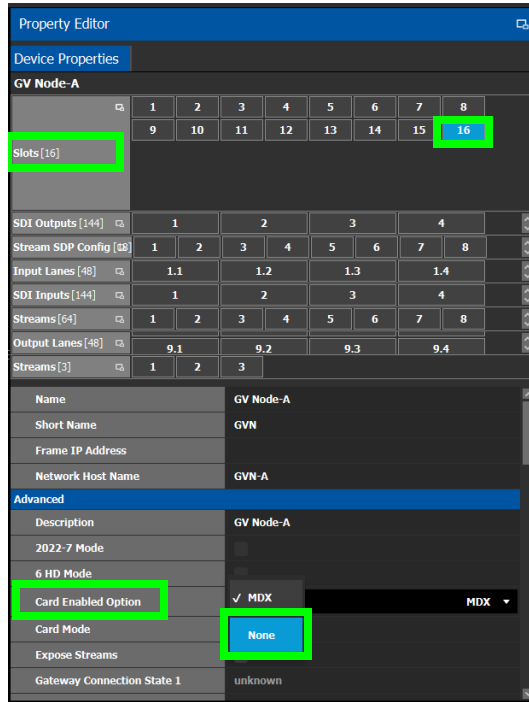 Property Editor
Device Properties
GV Node-A
1 2 3 4 5 6 7 8
9 10 11 12 13 14 15 16
Slots [16]
SDI Outputs [144] 1 2 3 4
Stream SDP Config 1 2 3 4 5 6 7 8
Input Lanes [48] 1.1 1.2 1.3 1.4
SDI Inputs [144] 1 2 3 4
Streams [64] 1 2 3 4 5 6 7 8
Output Lanes [48] 9.1 9.2 9.3 9.4
Streams [3] 1 2 3
Name GV Node-A
Short Name GVN
Frame IP Address
Network Host Name GVN-A
Advanced
Description GV Node-A
2022-7 Mode
6 HD Mode
Card Enabled Option ✓ MDX MDX
Card Mode None
Expose Streams
Gateway Connection State 1 unknown